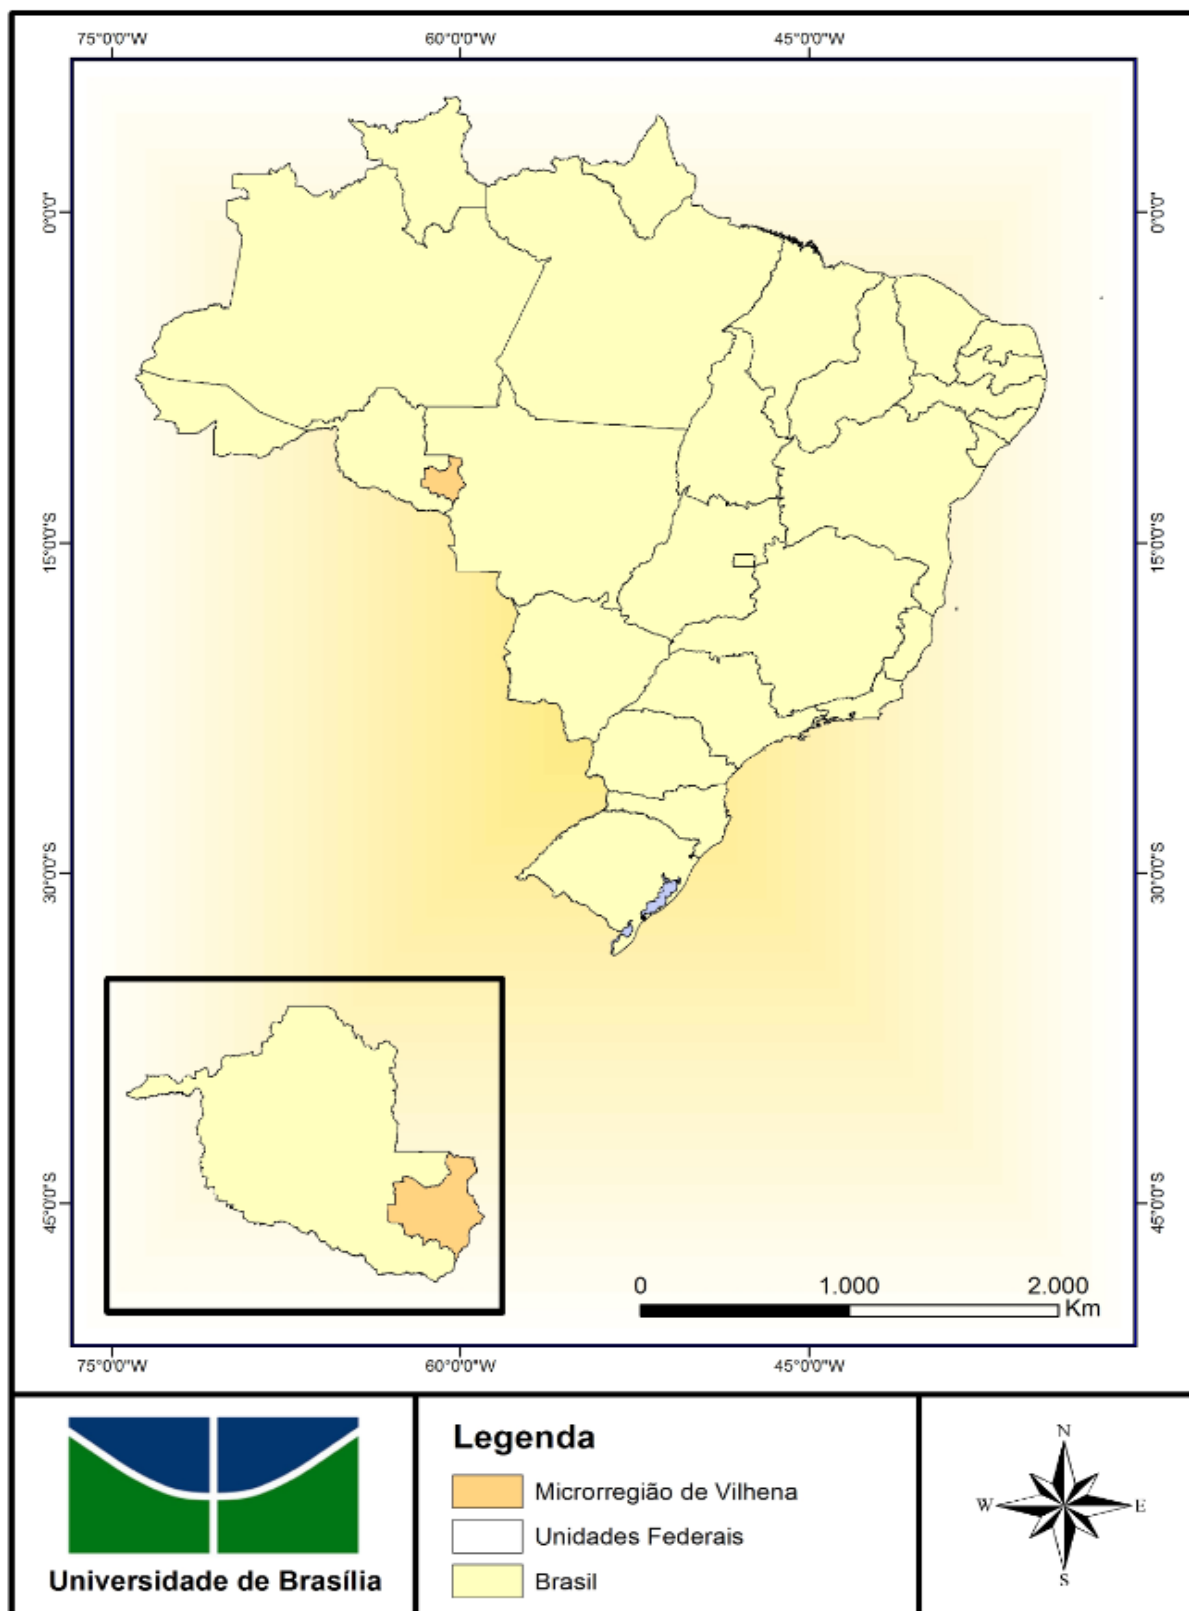 75°0'0"W 60°0'0"W 45°0'0"W
0°0'0" 0°0'0"
15°0'0"S 15°0'0"S
30°0'0"S 30°0'0"S
45°0'0"S 45°0'0"S
0 1.000 2.000
Km
75°0'0"W 60°0'0"W 45°0'0"W
Universidade de Brasília
Legenda
Microrregião de Vilhena
Unidades Federais
Brasil
N
W E
S